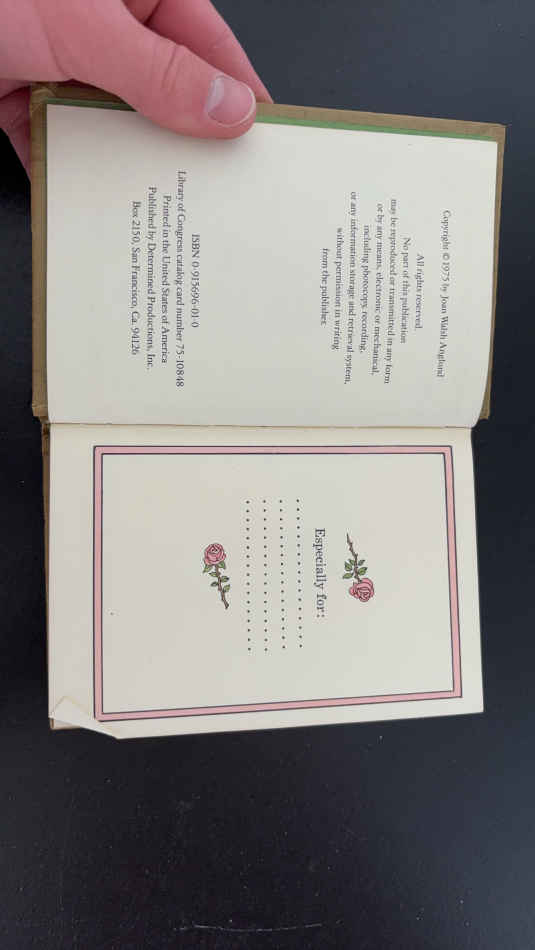 Copyright © 1975 by Joan Walsh Anglund
All rights reserved.
No part of this publication
may be reproduced or transmitted in any form
or by any means, electronic or mechanical,
including photocopy, recording,
or any information storage and retrieval system,
without permission in writing
from the publisher.
ISBN 0-915696-01-0
Library of Congress catalog card number 75-10848
Printed in the United States of America
Published by Determined Productions, Inc.
Box 2150, San Francisco, Ca. 94126
Especially for: